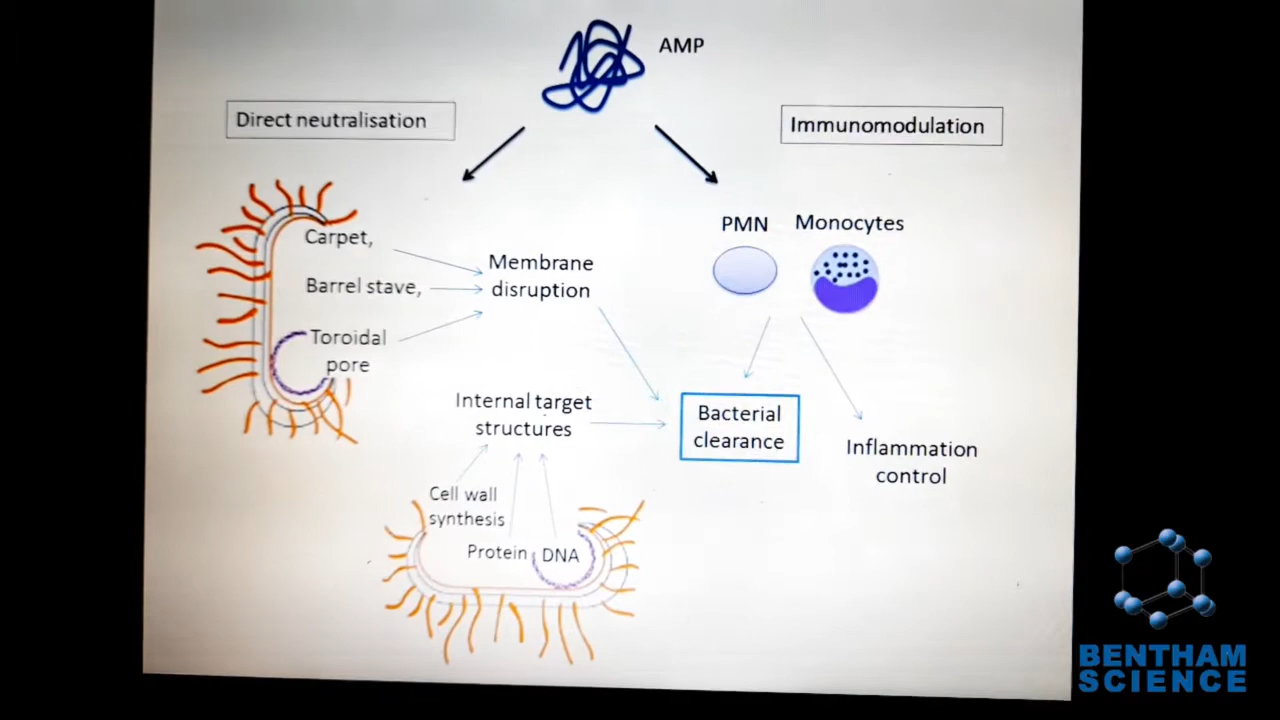 AMP
Direct neutralisation
Immunomodulation
Carpet,
Barrel stave,
Toroidal
pore
Membrane
disruption
PMN
Monocytes
Internal target
structures
Bacterial
clearance
Inflammation
control
Cell wall
synthesis
Protein
DNA
BENTHAM
SCIENCE